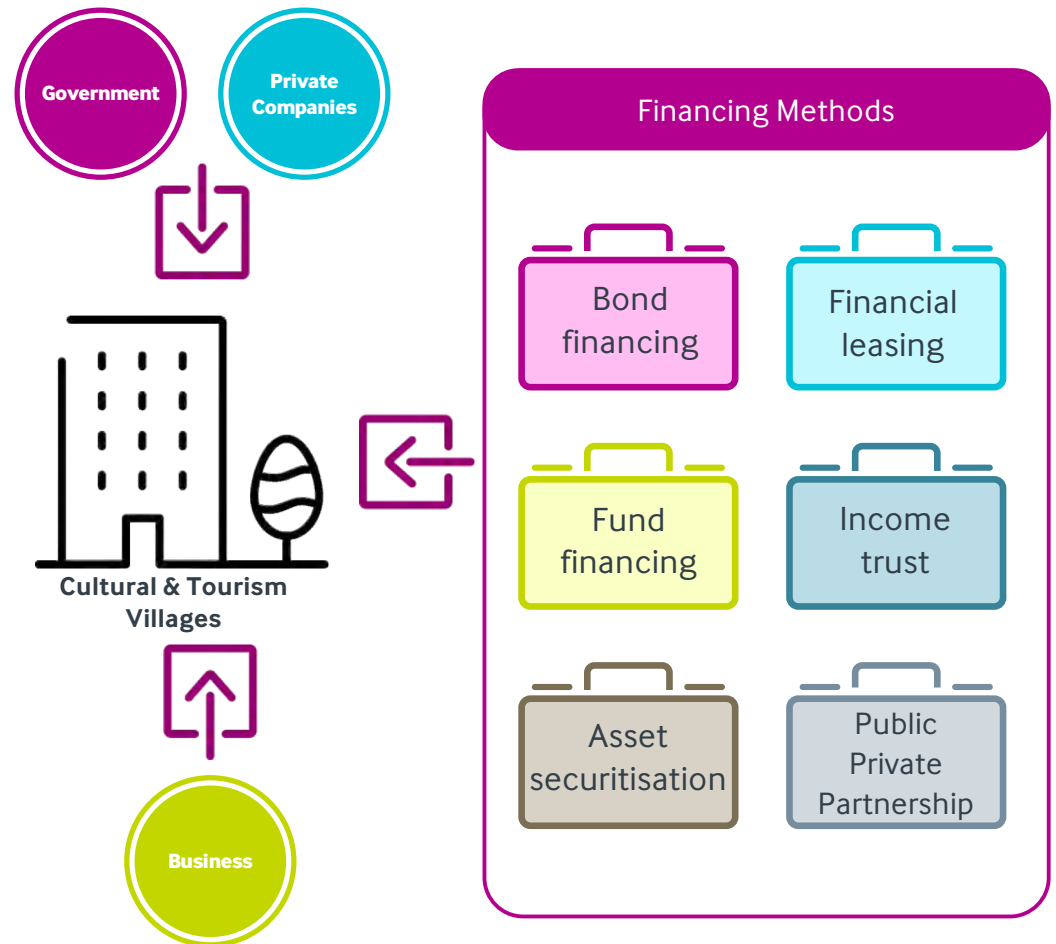 Government
Private
Companies
Financing Methods
Bond
financing
Financial
leasing
Fund
financing
Income
trust
Asset
securitisation
Public
Private
Partnership
Cultural & Tourism
Villages
Business